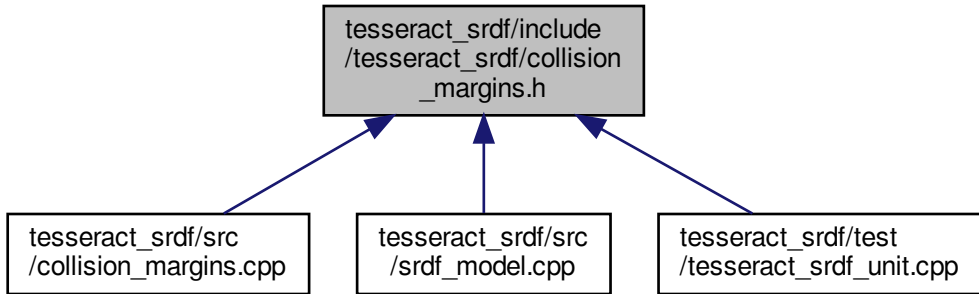 tesseract_srdf/include
/tesseract_srdf/collision
_margins.h
tesseract_srdf/src
/collision_margins.cpp
tesseract_srdf/src
/srdf_model.cpp
tesseract_srdf/test
/tesseract_srdf_unit.cpp